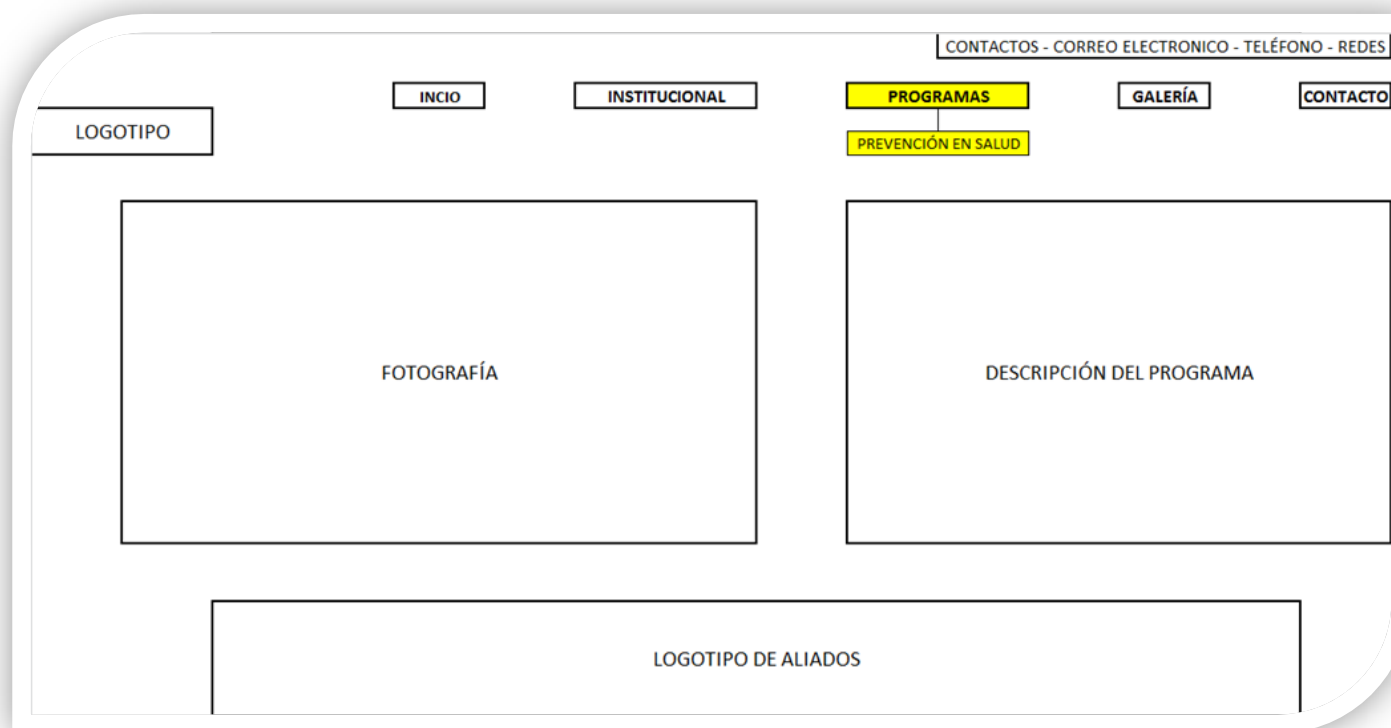 CONTACTOS - CORREO ELECTRONICO - TELÉFONO - REDES
INCIO
INSTITUCIONAL
PROGRAMAS
GALERÍA
CONTACTO
LOGOTIPO
PREVENCIÓN EN SALUD
FOTOGRAFÍA
DESCRIPCIÓN DEL PROGRAMA
LOGOTIPO DE ALIADOS